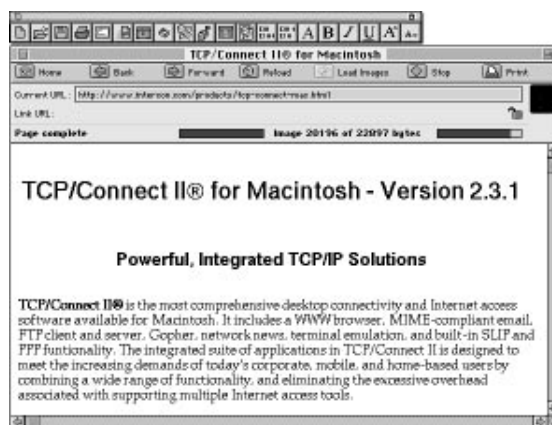 A B I U A A
TCP/Connect II® for Macintosh
Home Back Forward Reload Load Images Stop Print
Current URL: http://www.intercon.com/products/tcp-connect-mac.html
Link URL:
Page complete Image 20196 of 22897 bytes
TCP/Connect II® for Macintosh - Version 2.3.1
Powerful, Integrated TCP/IP Solutions
TCP/Connect II® is the most comprehensive desktop connectivity and Internet access
software available for Macintosh. It includes a WWW browser, MIME-compliant email,
FTP client and server, Gopher, network news, terminal emulation, and built-in SLIP and
PPP funtionality. The integrated suite of applications in TCP/Connect II is designed to
meet the increasing demands of today's corporate, mobile, and home-based users by
combining a wide range of functionality, and eliminating the excessive overhead
associated with supporting multiple Internet access tools.